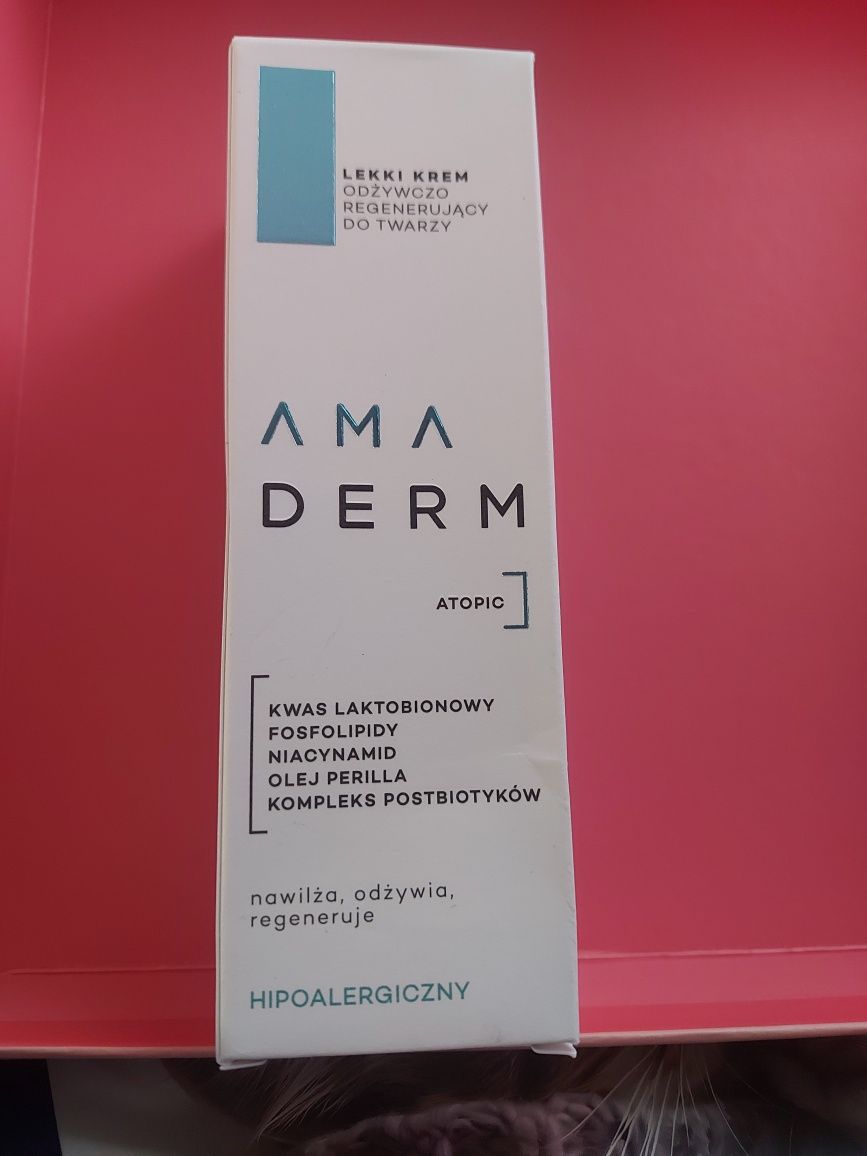 LEKKI KREM
ODŻYWCZO
REGENERUJĄCY
DO TWARZY
AMA
DERM
ATOPIC
KWAS LAKTOBIONOWY
FOSFOLIPIDY
NIACYNAMID
OLEJ PERILLA
KOMPLEKS POSTBIOTYKÓW
nawilża, odżywia,
regeneruje
HIPOALERGICZNY